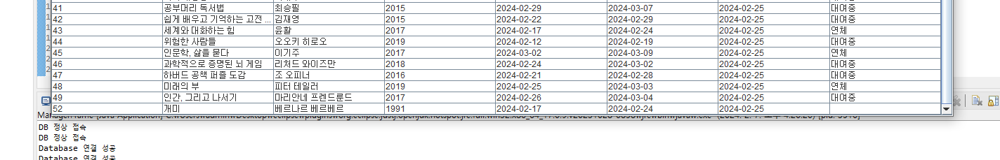 41 공부머리 독서법 최승필 2015 2024-02-29 2024-03-07 2024-02-25 대여중
42 쉽게 배우고 기억하는 고전 ... 김재영 2015 2024-02-22 2024-02-29 2024-02-25 대여중
43 세계와 대화하는 힘 윤활 2017 2024-02-17 2024-02-24 2024-02-25 연체
44 위험한 사람들 오오키 히로오 2019 2024-02-12 2024-02-19 2024-02-25 대여중
45 인문학, 삶을 묻다 이기주 2017 2024-03-02 2024-03-09 2024-02-25 연체
46 과학적으로 증명된 뇌 게임 리처드 와이즈만 2018 2024-02-24 2024-03-02 2024-02-25 대여중
47 하버드 공책 퍼즐 도감 조 오피너 2016 2024-02-21 2024-02-28 2024-02-25 대여중
48 미래의 부 피터 테일러 2019 2024-02-25 2024-03-03 2024-02-25 연체
49 인간, 그리고 나서기 마리안네 프렌드룬드 2017 2024-02-26 2024-03-04 2024-02-25 대여중
52 개미 베르나르 베르베르 1991 2024-02-17 2024-02-24 2024-02-25
DB 정상 접속
DB 정상 접속
Database 연결 성공
Database 연결 성공